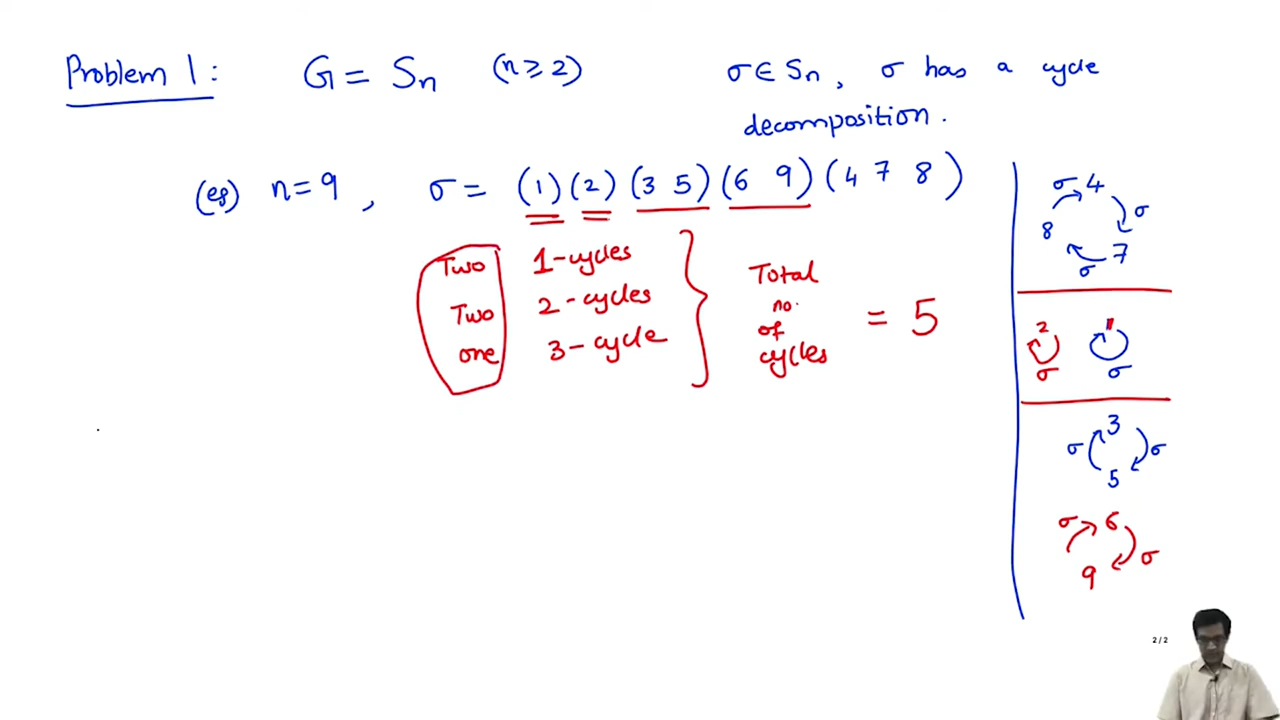 Problem 1: G = Sₙ (n ≥ 2) σ ∈ Sₙ, σ has a cycle
decomposition.
(eg) n = 9, σ = (1) (2) (3 5) (6 9) (4 7 8)
Two 1-cycles
Two 2-cycles
one 3-cycle
Total
no.
of
cycles
= 5
σ 4
σ
8
7
σ
2 1
σ σ
3
σ σ
5
σ 6
σ
9
2/2